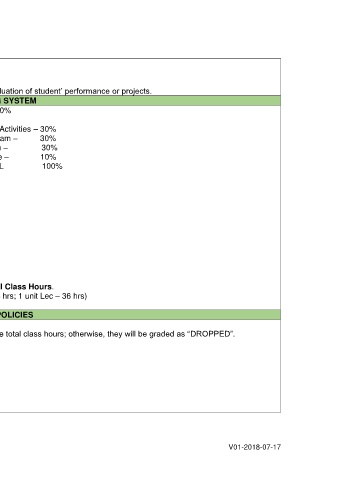 luation of student' performance or projects.
SYSTEM
0%
Activities – 30%
am – 30%
– 30%
e – 10%
L 100%
l Class Hours.
hrs; 1 unit Lec – 36 hrs)
POLICIES
e total class hours; otherwise, they will be graded as “DROPPED”.
V01-2018-07-17